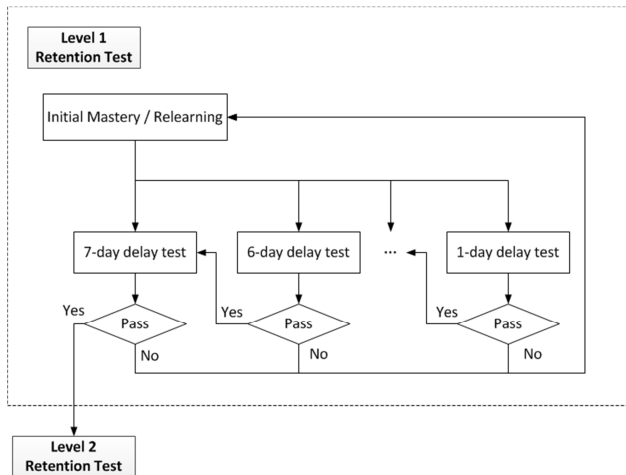 Level 1
Retention Test
Initial Mastery / Relearning
7-day delay test
6-day delay test
...
1-day delay test
Yes
Pass
No
Yes
Pass
No
Yes
Pass
No
Level 2
Retention Test